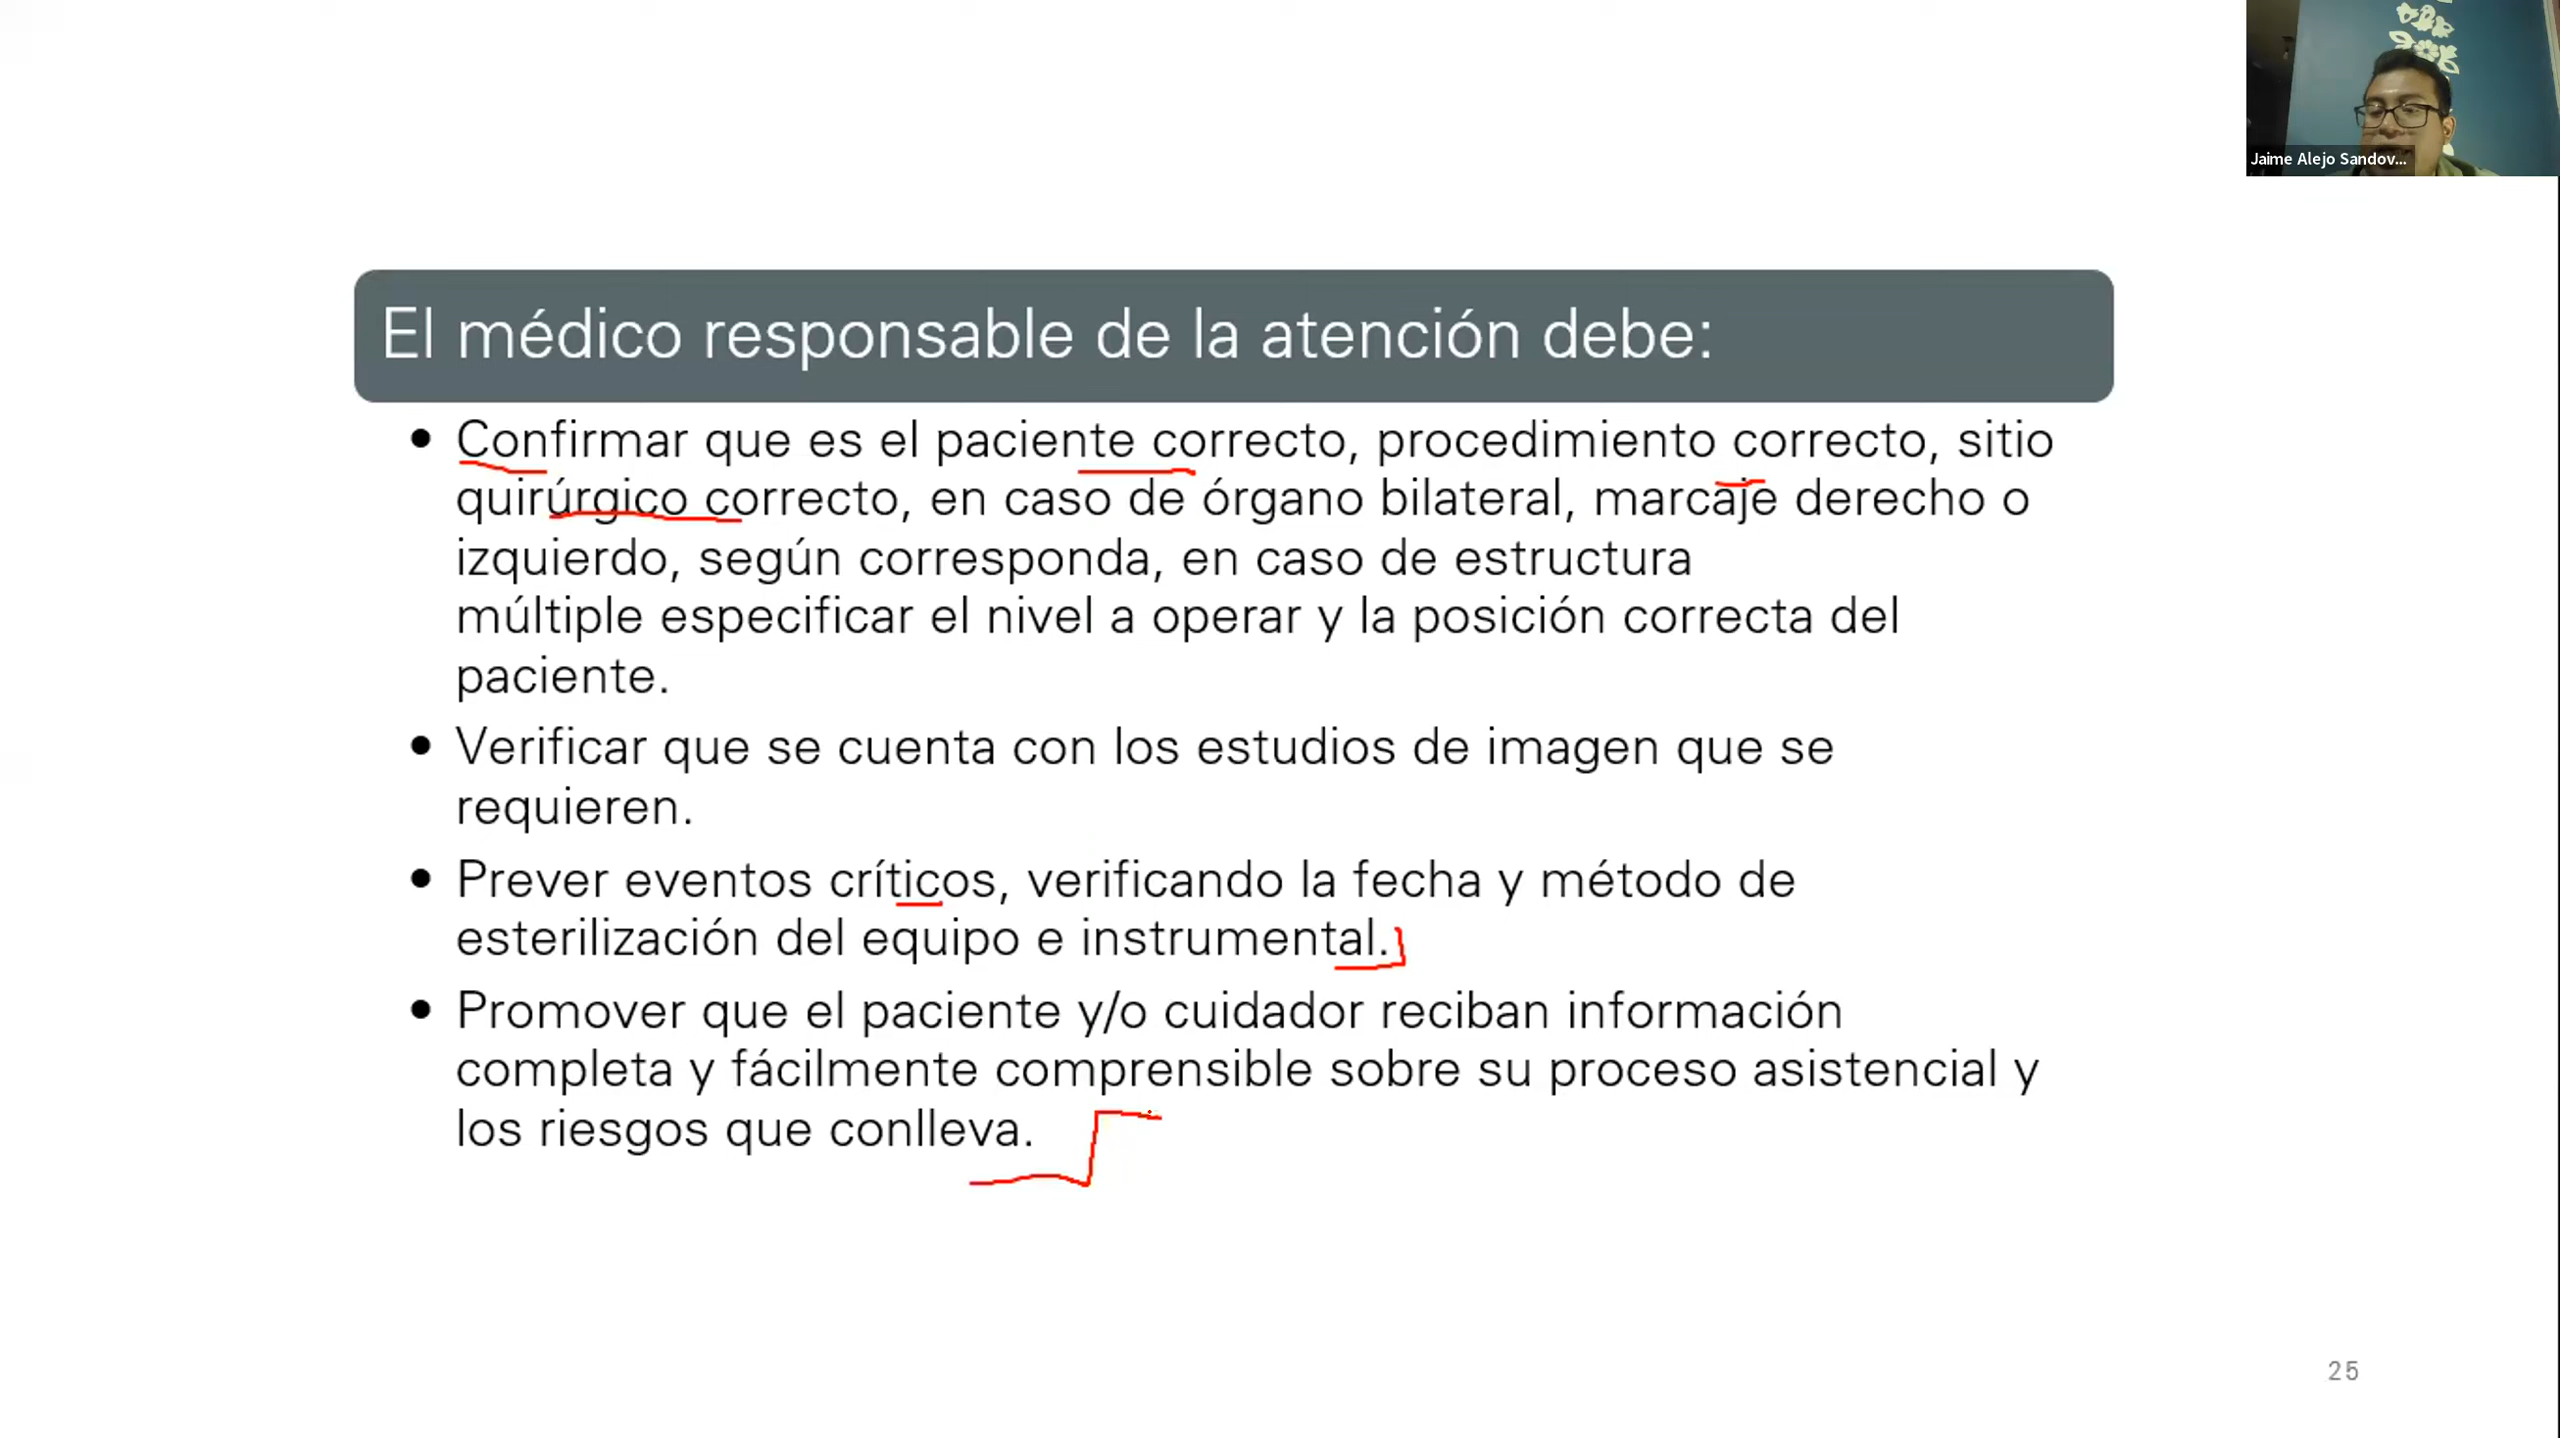 Jaime Alejo Sandov...
El médico responsable de la atención debe:
• Confirmar que es el paciente correcto, procedimiento correcto, sitio
quirúrgico correcto, en caso de órgano bilateral, marcaje derecho o
izquierdo, según corresponda, en caso de estructura
múltiple especificar el nivel a operar y la posición correcta del
paciente.
• Verificar que se cuenta con los estudios de imagen que se
requieren.
• Prever eventos críticos, verificando la fecha y método de
esterilización del equipo e instrumental.
• Promover que el paciente y/o cuidador reciban información
completa y fácilmente comprensible sobre su proceso asistencial y
los riesgos que conlleva.
25